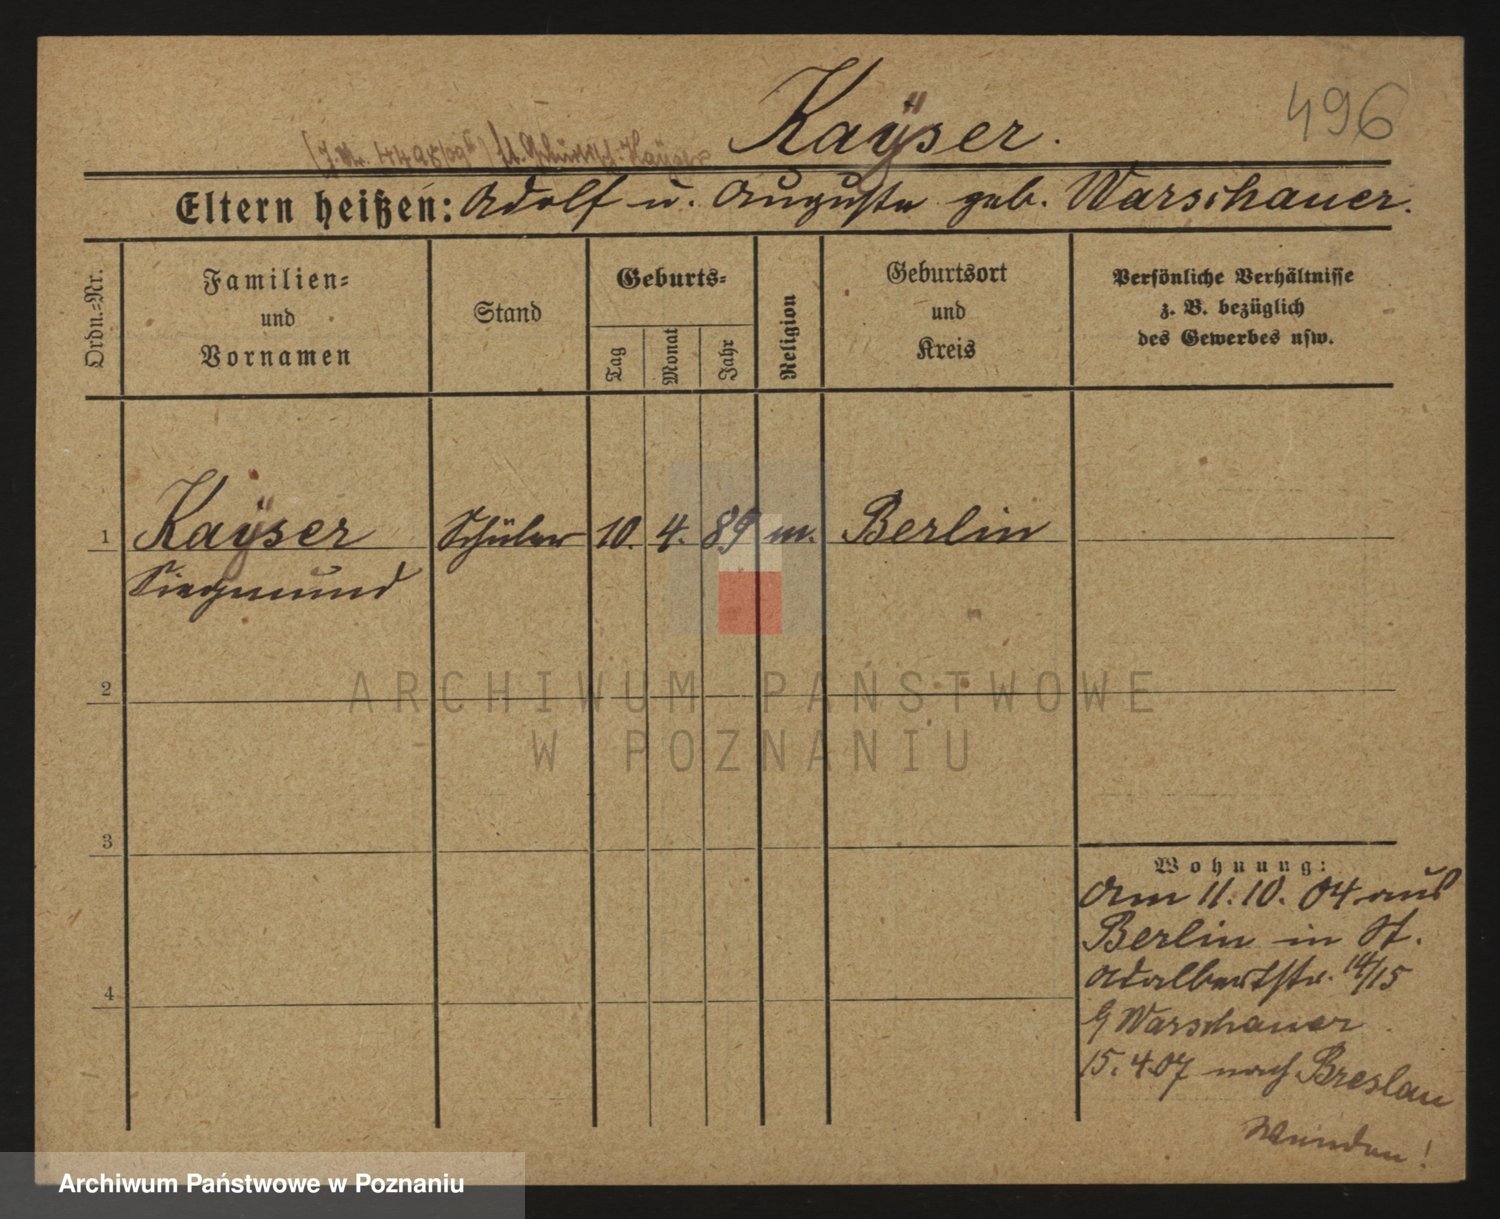 Kaÿser.
496
Eltern heißen: Adolf u. Auguste geb. Warschauer.
Ordn.=Nr.
Familien=
und
Vornamen
Stand
Geburts=
Tag
Monat
Jahr
Religion
Geburtsort
und
Kreis
Persönliche Verhältnisse
z. B. bezüglich
des Gewerbes usw.
1 Kaÿser Schüler 10. 4. 89 m. Berlin
Siegmund
2
ARCHIWUM PAŃSTWOWE
W POZNANIU
3
Wohnung:
Am 11.10.04 aus
Berlin in St.
Adalbertstr. 14/15
Warschauer
4
15.4.07 nach Breslau
Wenden!
Archiwum Państwowe w Poznaniu